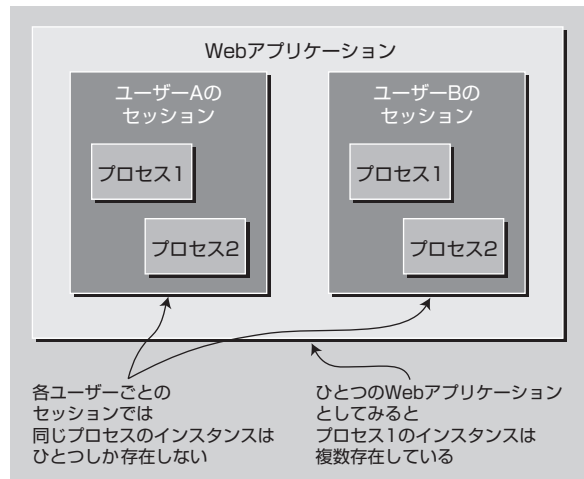 Webアプリケーション
ユーザーAの
セッション
プロセス1
プロセス2
ユーザーBの
セッション
プロセス1
プロセス2
各ユーザーごとの
セッションでは
同じプロセスのインスタンスは
ひとつしか存在しない
ひとつのWebアプリケーション
としてみると
プロセス1のインスタンスは
複数存在している